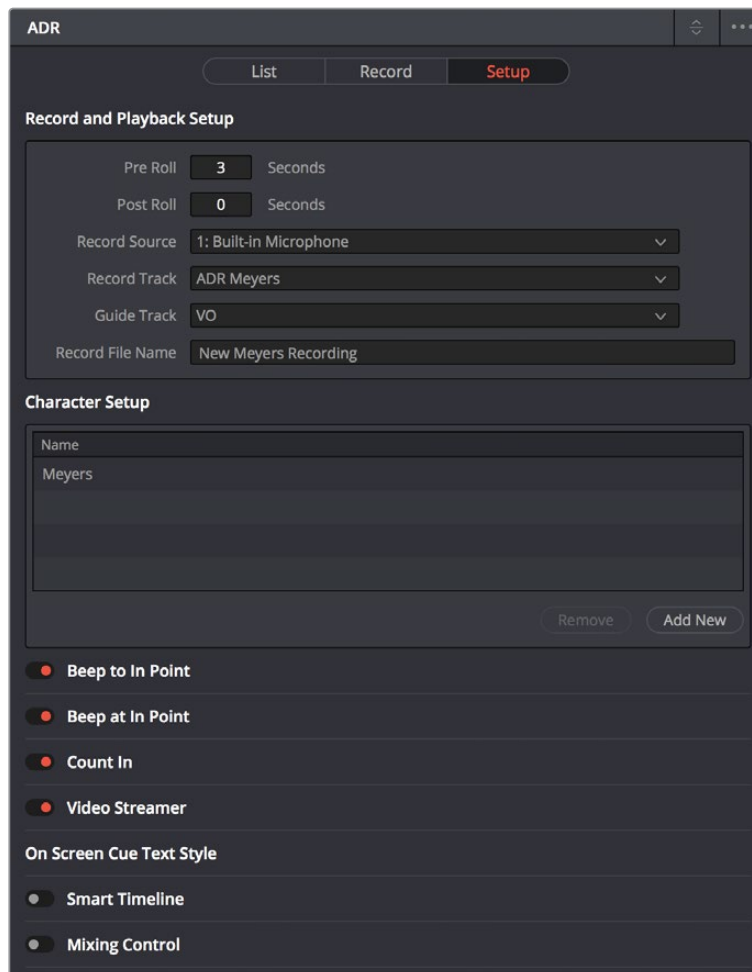 ADR
List Record Setup
Record and Playback Setup
Pre Roll 3 Seconds
Post Roll 0 Seconds
Record Source 1: Built-in Microphone
Record Track ADR Meyers
Guide Track VO
Record File Name New Meyers Recording
Character Setup
Name
Meyers
Remove Add New
Beep to In Point
Beep at In Point
Count In
Video Streamer
On Screen Cue Text Style
Smart Timeline
Mixing Control